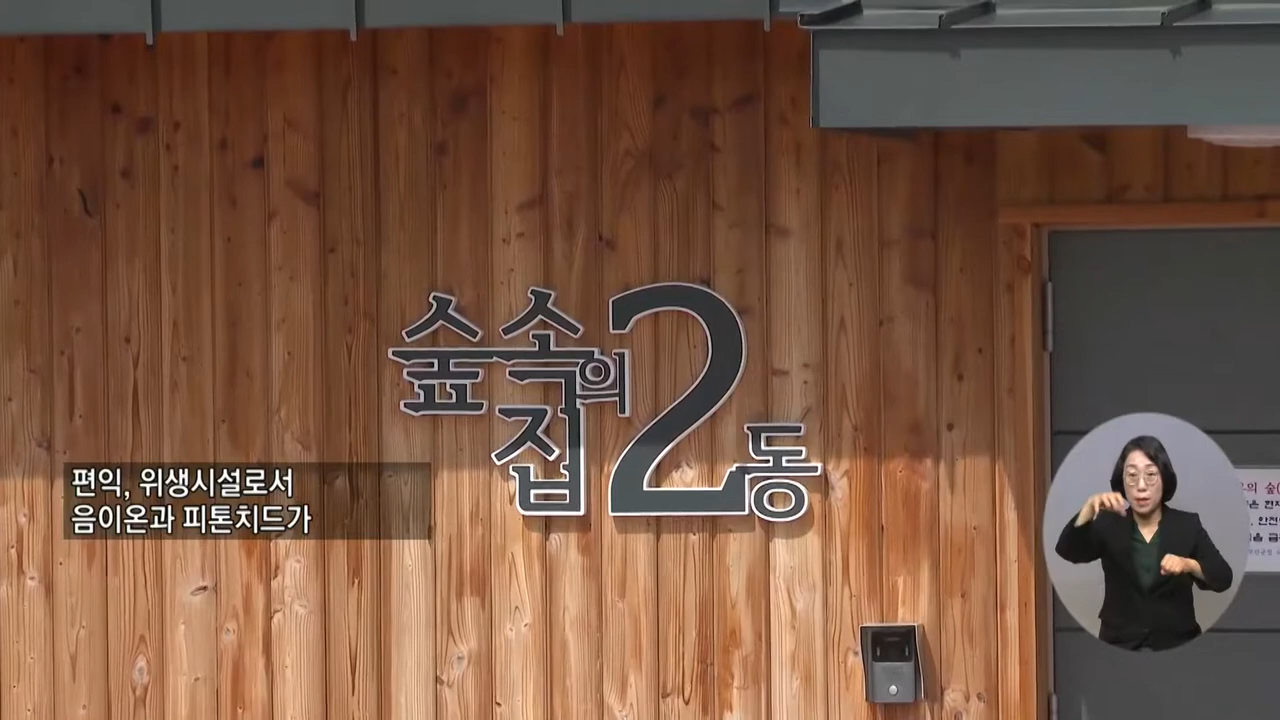 숲속의
집
2동
편익, 위생시설로서
음이온과 피톤치드가